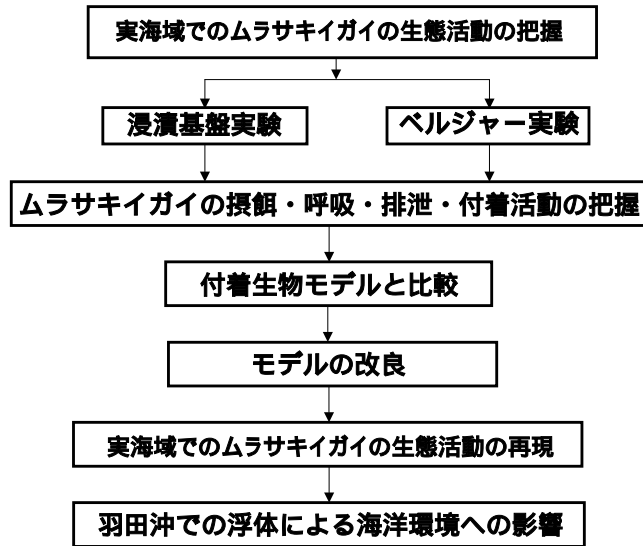 実海域でのムラサキイガイの生態活動の把握
浸漬基盤実験
ベルジャー実験
ムラサキイガイの摂餌・呼吸・排泄・付着活動の把握
付着生物モデルと比較
モデルの改良
実海域でのムラサキイガイの生態活動の再現
羽田沖での浮体による海洋環境への影響